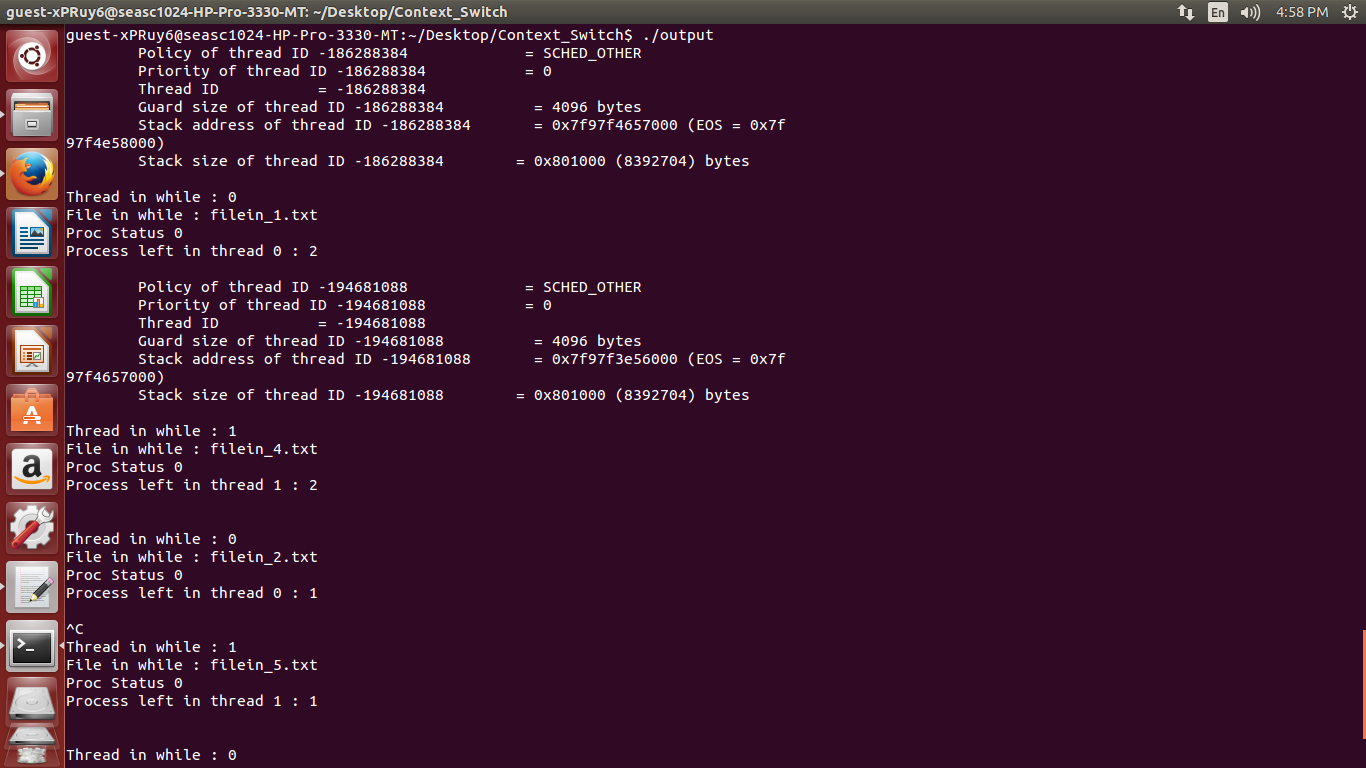 guest-xPRuy6@seasc1024-HP-Pro-3330-MT: ~/Desktop/Context_Switch
En
4:58 PM
guest-xPRuy6@seasc1024-HP-Pro-3330-MT:~/Desktop/Context_Switch$ ./output
Policy of thread ID -186288384 = SCHED_OTHER
Priority of thread ID -186288384 = 0
Thread ID = -186288384
Guard size of thread ID -186288384 = 4096 bytes
Stack address of thread ID -186288384 = 0x7f97f4657000 (EOS = 0x7f
97f4e58000)
Stack size of thread ID -186288384 = 0x801000 (8392704) bytes
Thread in while : 0
File in while : filein_1.txt
Proc Status 0
Process left in thread 0 : 2
Policy of thread ID -194681088 = SCHED_OTHER
Priority of thread ID -194681088 = 0
Thread ID = -194681088
Guard size of thread ID -194681088 = 4096 bytes
Stack address of thread ID -194681088 = 0x7f97f3e56000 (EOS = 0x7f
97f4657000)
Stack size of thread ID -194681088 = 0x801000 (8392704) bytes
Thread in while : 1
File in while : filein_4.txt
Proc Status 0
Process left in thread 1 : 2
Thread in while : 0
File in while : filein_2.txt
Proc Status 0
Process left in thread 0 : 1
^C
Thread in while : 1
File in while : filein_5.txt
Proc Status 0
Process left in thread 1 : 1
Thread in while : 0